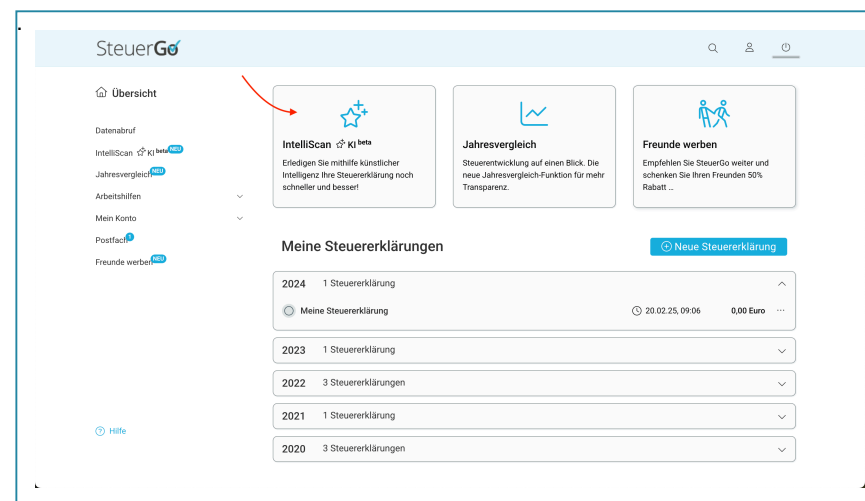 SteuerGo
Übersicht
Datenabruf
IntelliScan KI beta NEU
Jahresvergleich NEU
Arbeitshilfen
Mein Konto
Postfach 1
Freunde werben NEU
Hilfe
IntelliScan KI beta
Erledigen Sie mithilfe künstlicher
Intelligenz Ihre Steuererklärung noch
schneller und besser!
Jahresvergleich
Steuerentwicklung auf einen Blick. Die
neue Jahresvergleich-Funktion für mehr
Transparenz.
Freunde werben
Empfehlen Sie SteuerGo weiter und
schenken Sie Ihren Freunden 50%
Rabatt ...
Meine Steuererklärungen
Neue Steuererklärung
2024 1 Steuererklärung
Meine Steuererklärung 20.02.25, 09:06 0,00 Euro ...
2023 1 Steuererklärung
2022 3 Steuererklärungen
2021 1 Steuererklärung
2020 3 Steuererklärungen